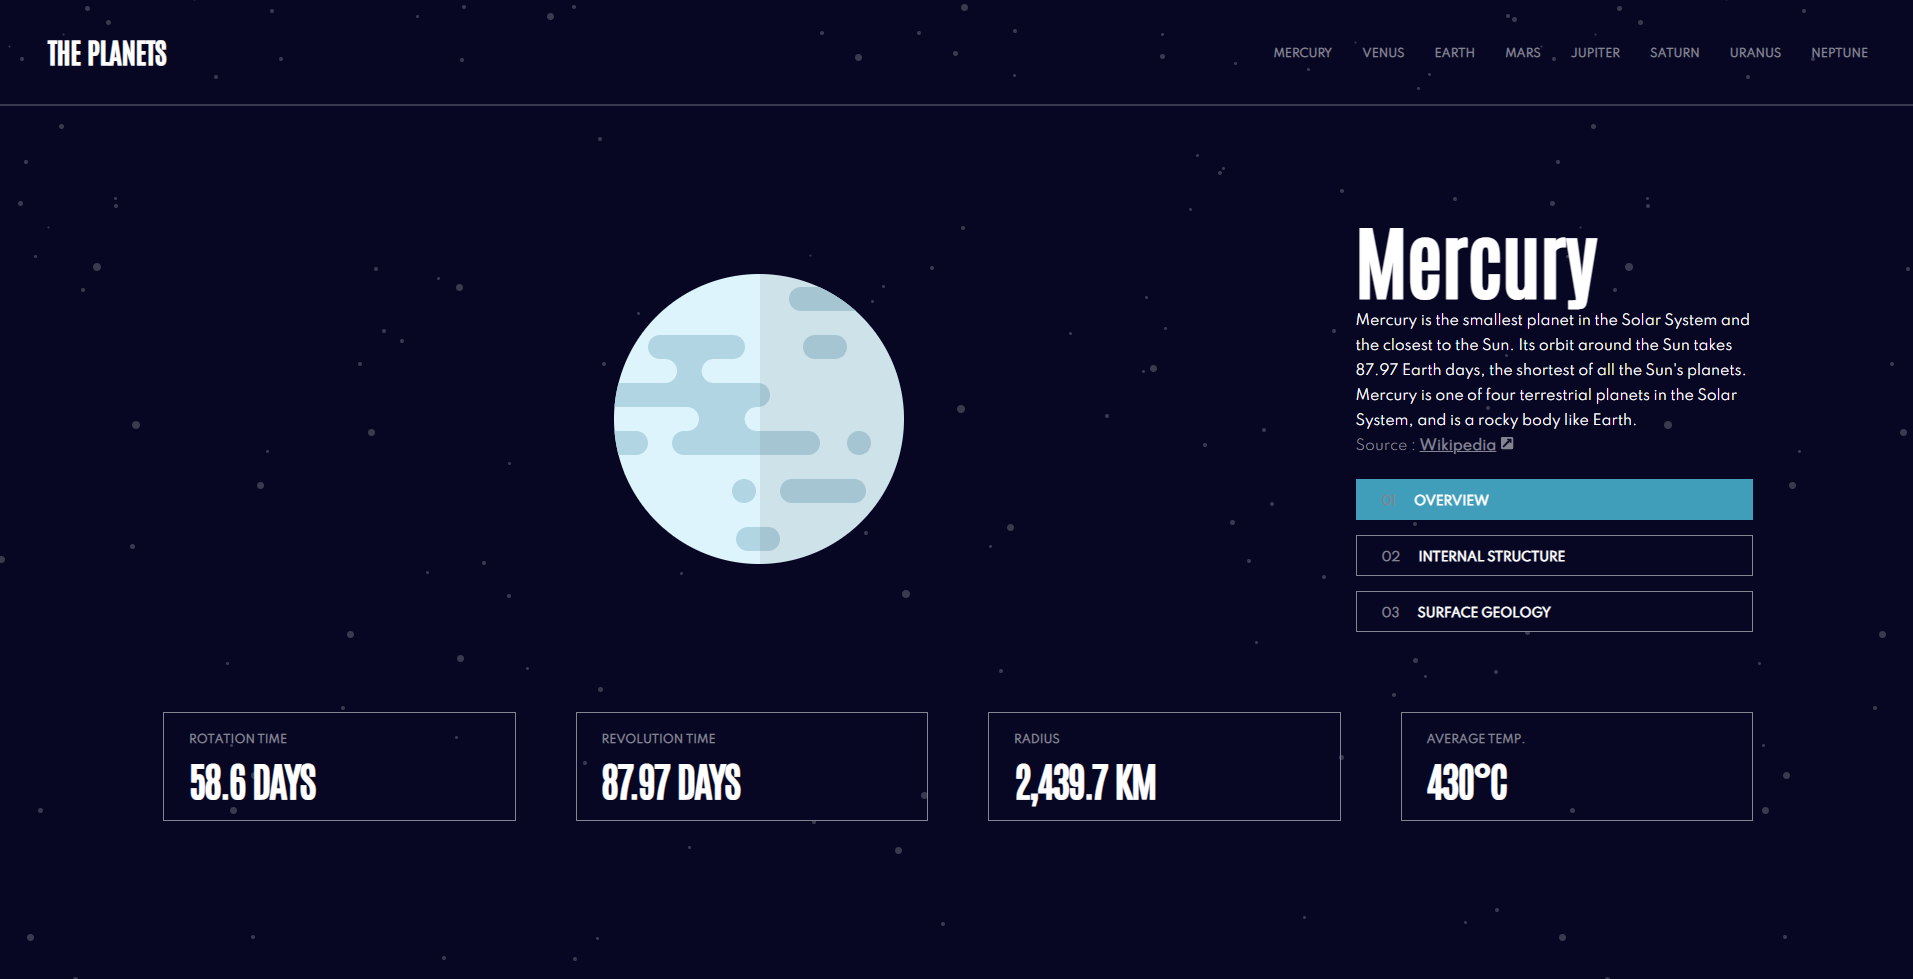 THE PLANETS
MERCURY VENUS EARTH MARS JUPITER SATURN URANUS NEPTUNE
Mercury
Mercury is the smallest planet in the Solar System and
the closest to the Sun. Its orbit around the Sun takes
87.97 Earth days, the shortest of all the Sun's planets.
Mercury is one of four terrestrial planets in the Solar
System, and is a rocky body like Earth.
Source : Wikipedia
01 OVERVIEW
02 INTERNAL STRUCTURE
03 SURFACE GEOLOGY
ROTATION TIME
58.6 DAYS
REVOLUTION TIME
87.97 DAYS
RADIUS
2,439.7 KM
AVERAGE TEMP.
430°C